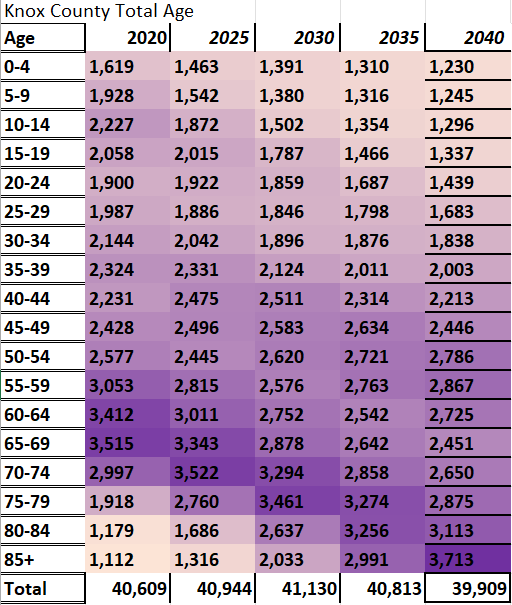 Knox County Total Age
Age 2020 2025 2030 2035 2040
0-4 1,619 1,463 1,391 1,310 1,230
5-9 1,928 1,542 1,380 1,316 1,245
10-14 2,227 1,872 1,502 1,354 1,296
15-19 2,058 2,015 1,787 1,466 1,337
20-24 1,900 1,922 1,859 1,687 1,439
25-29 1,987 1,886 1,846 1,798 1,683
30-34 2,144 2,042 1,896 1,876 1,838
35-39 2,324 2,331 2,124 2,011 2,003
40-44 2,231 2,475 2,511 2,314 2,213
45-49 2,428 2,496 2,583 2,634 2,446
50-54 2,577 2,445 2,620 2,721 2,786
55-59 3,053 2,815 2,576 2,763 2,867
60-64 3,412 3,011 2,752 2,542 2,725
65-69 3,515 3,343 2,878 2,642 2,451
70-74 2,997 3,522 3,294 2,858 2,650
75-79 1,918 2,760 3,461 3,274 2,875
80-84 1,179 1,686 2,637 3,256 3,113
85+ 1,112 1,316 2,033 2,991 3,713
Total 40,609 40,944 41,130 40,813 39,909